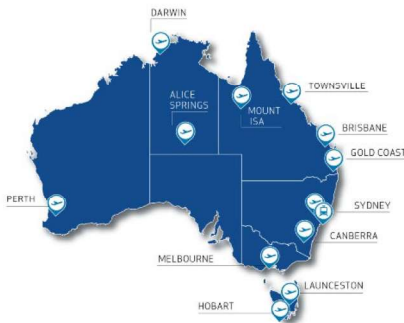 DARWIN
ALICE
SPRINGS
MOUNT
ISA
TOWNSVILLE
BRISBANE
GOLD COAST
PERTH
SYDNEY
CANBERRA
MELBOURNE
LAUNCESTON
HOBART